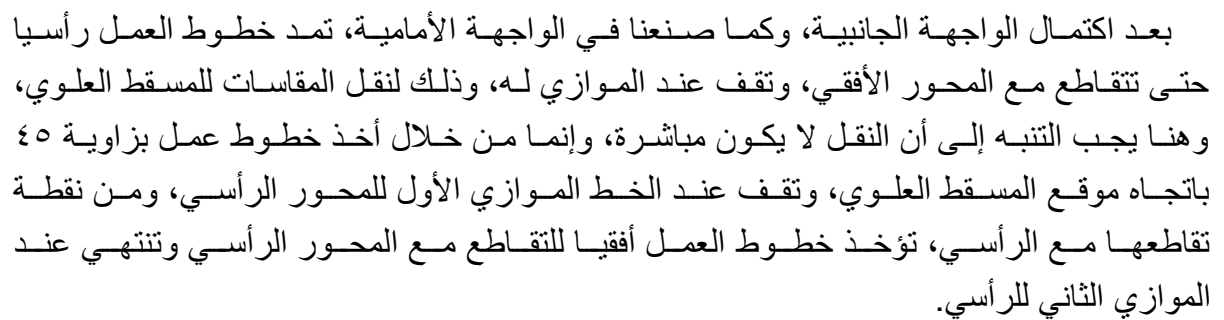 بعد اكتمال الواجهة الجانبية، وكما صنعنا في الواجهة الأمامية، تمد خطوط العمل رأسيا
حتى تتقاطع مع المحور الأفقي، وتقف عند الموازي له، وذلك لنقل المقاسات للمسقط العلوي،
وهنا يجب التنبه إلى أن النقل لا يكون مباشرة، وإنما من خلال أخذ خطوط عمل بزاوية ٤٥
باتجاه موقع المسقط العلوي، وتقف عند الخط الموازي الأول للمحور الرأسي، ومن نقطة
تقاطعها مع الرأسي، تؤخذ خطوط العمل أفقيا للتقاطع مع المحور الرأسي وتنتهي عند
الموازي الثاني للرأسي.